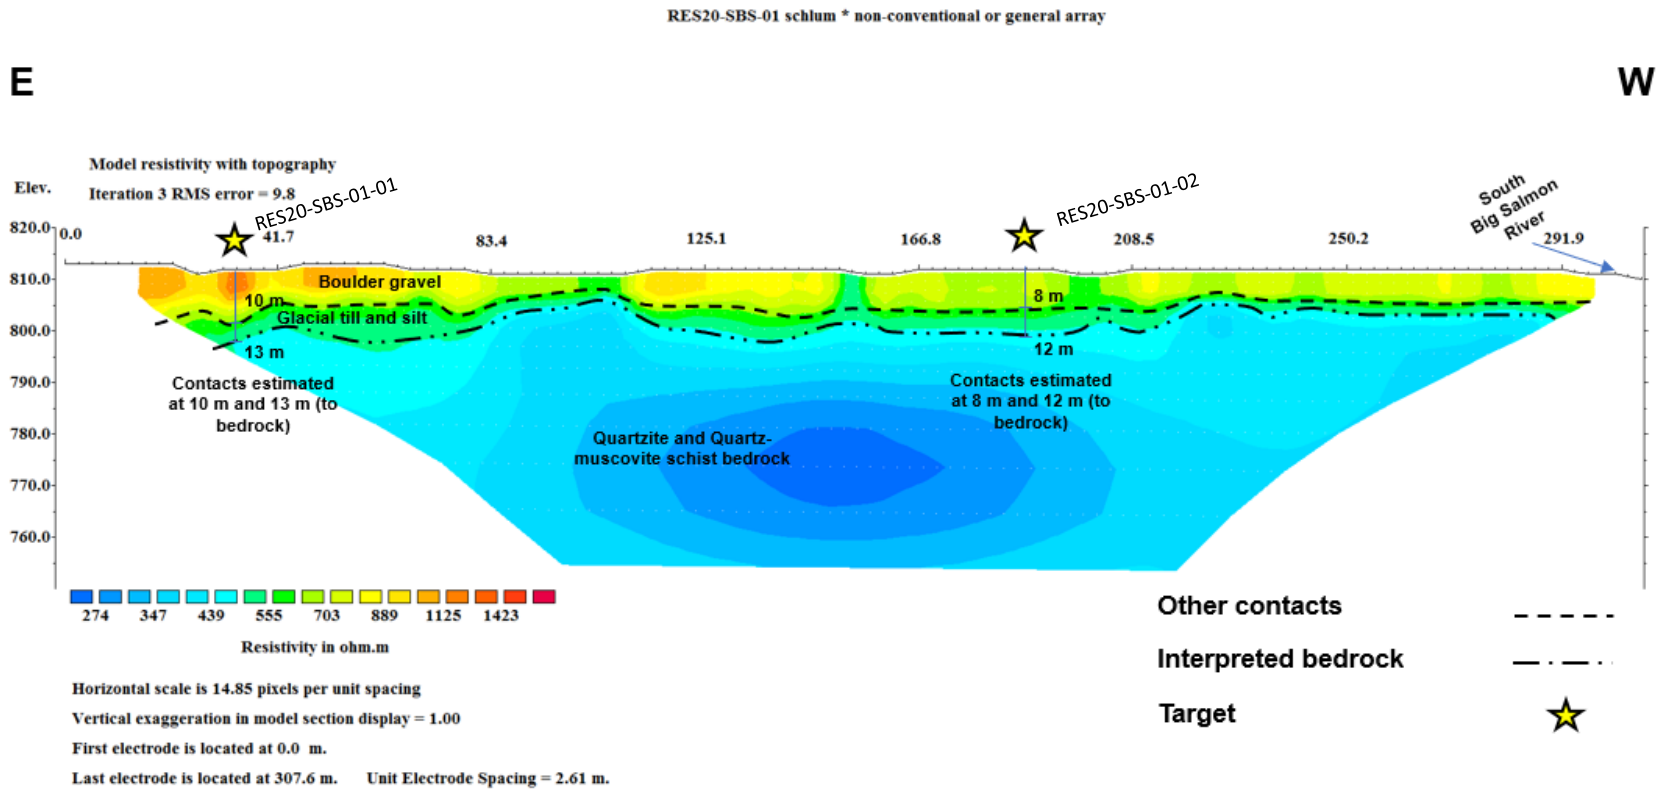 RES20-SBS-01 schlum * non-conventional or general array
E
W
Model resistivity with topography
Elev.
Iteration 3 RMS error = 9.8
RES20-SBS-01-01
RES20-SBS-01-02
South
Big Salmon
River
820.0
0.0
41.7
83.4
125.1
166.8
208.5
250.2
291.9
810.0
Boulder gravel
10 m
8 m
Glacial till and silt
800.0
13 m
12 m
790.0
Contacts estimated
at 10 m and 13 m (to
bedrock)
Contacts estimated
at 8 m and 12 m (to
bedrock)
780.0
Quartzite and Quartz-
muscovite schist bedrock
770.0
760.0
274 347 439 555 703 889 1125 1423
Resistivity in ohm.m
Other contacts
Interpreted bedrock
Target
Horizontal scale is 14.85 pixels per unit spacing
Vertical exaggeration in model section display = 1.00
First electrode is located at 0.0 m.
Last electrode is located at 307.6 m. Unit Electrode Spacing = 2.61 m.